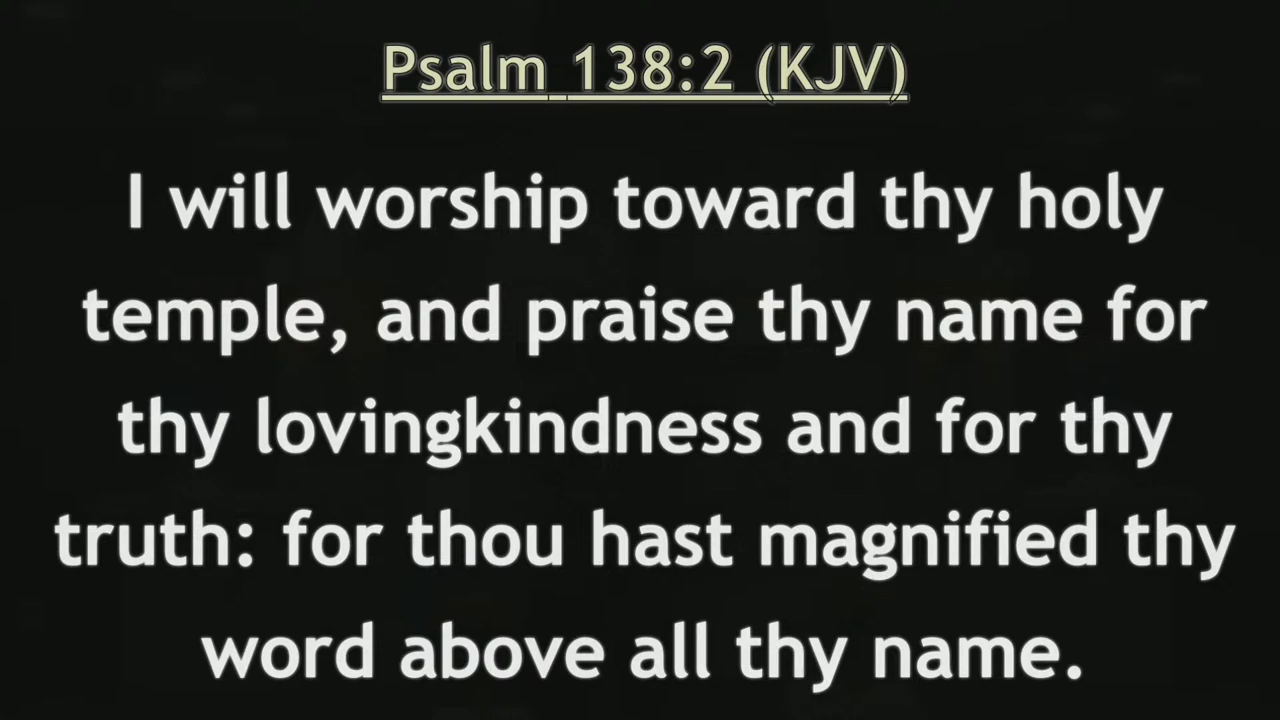 Psalm 138:2 (KJV)
I will worship toward thy holy
temple, and praise thy name for
thy lovingkindness and for thy
truth: for thou hast magnified thy
word above all thy name.